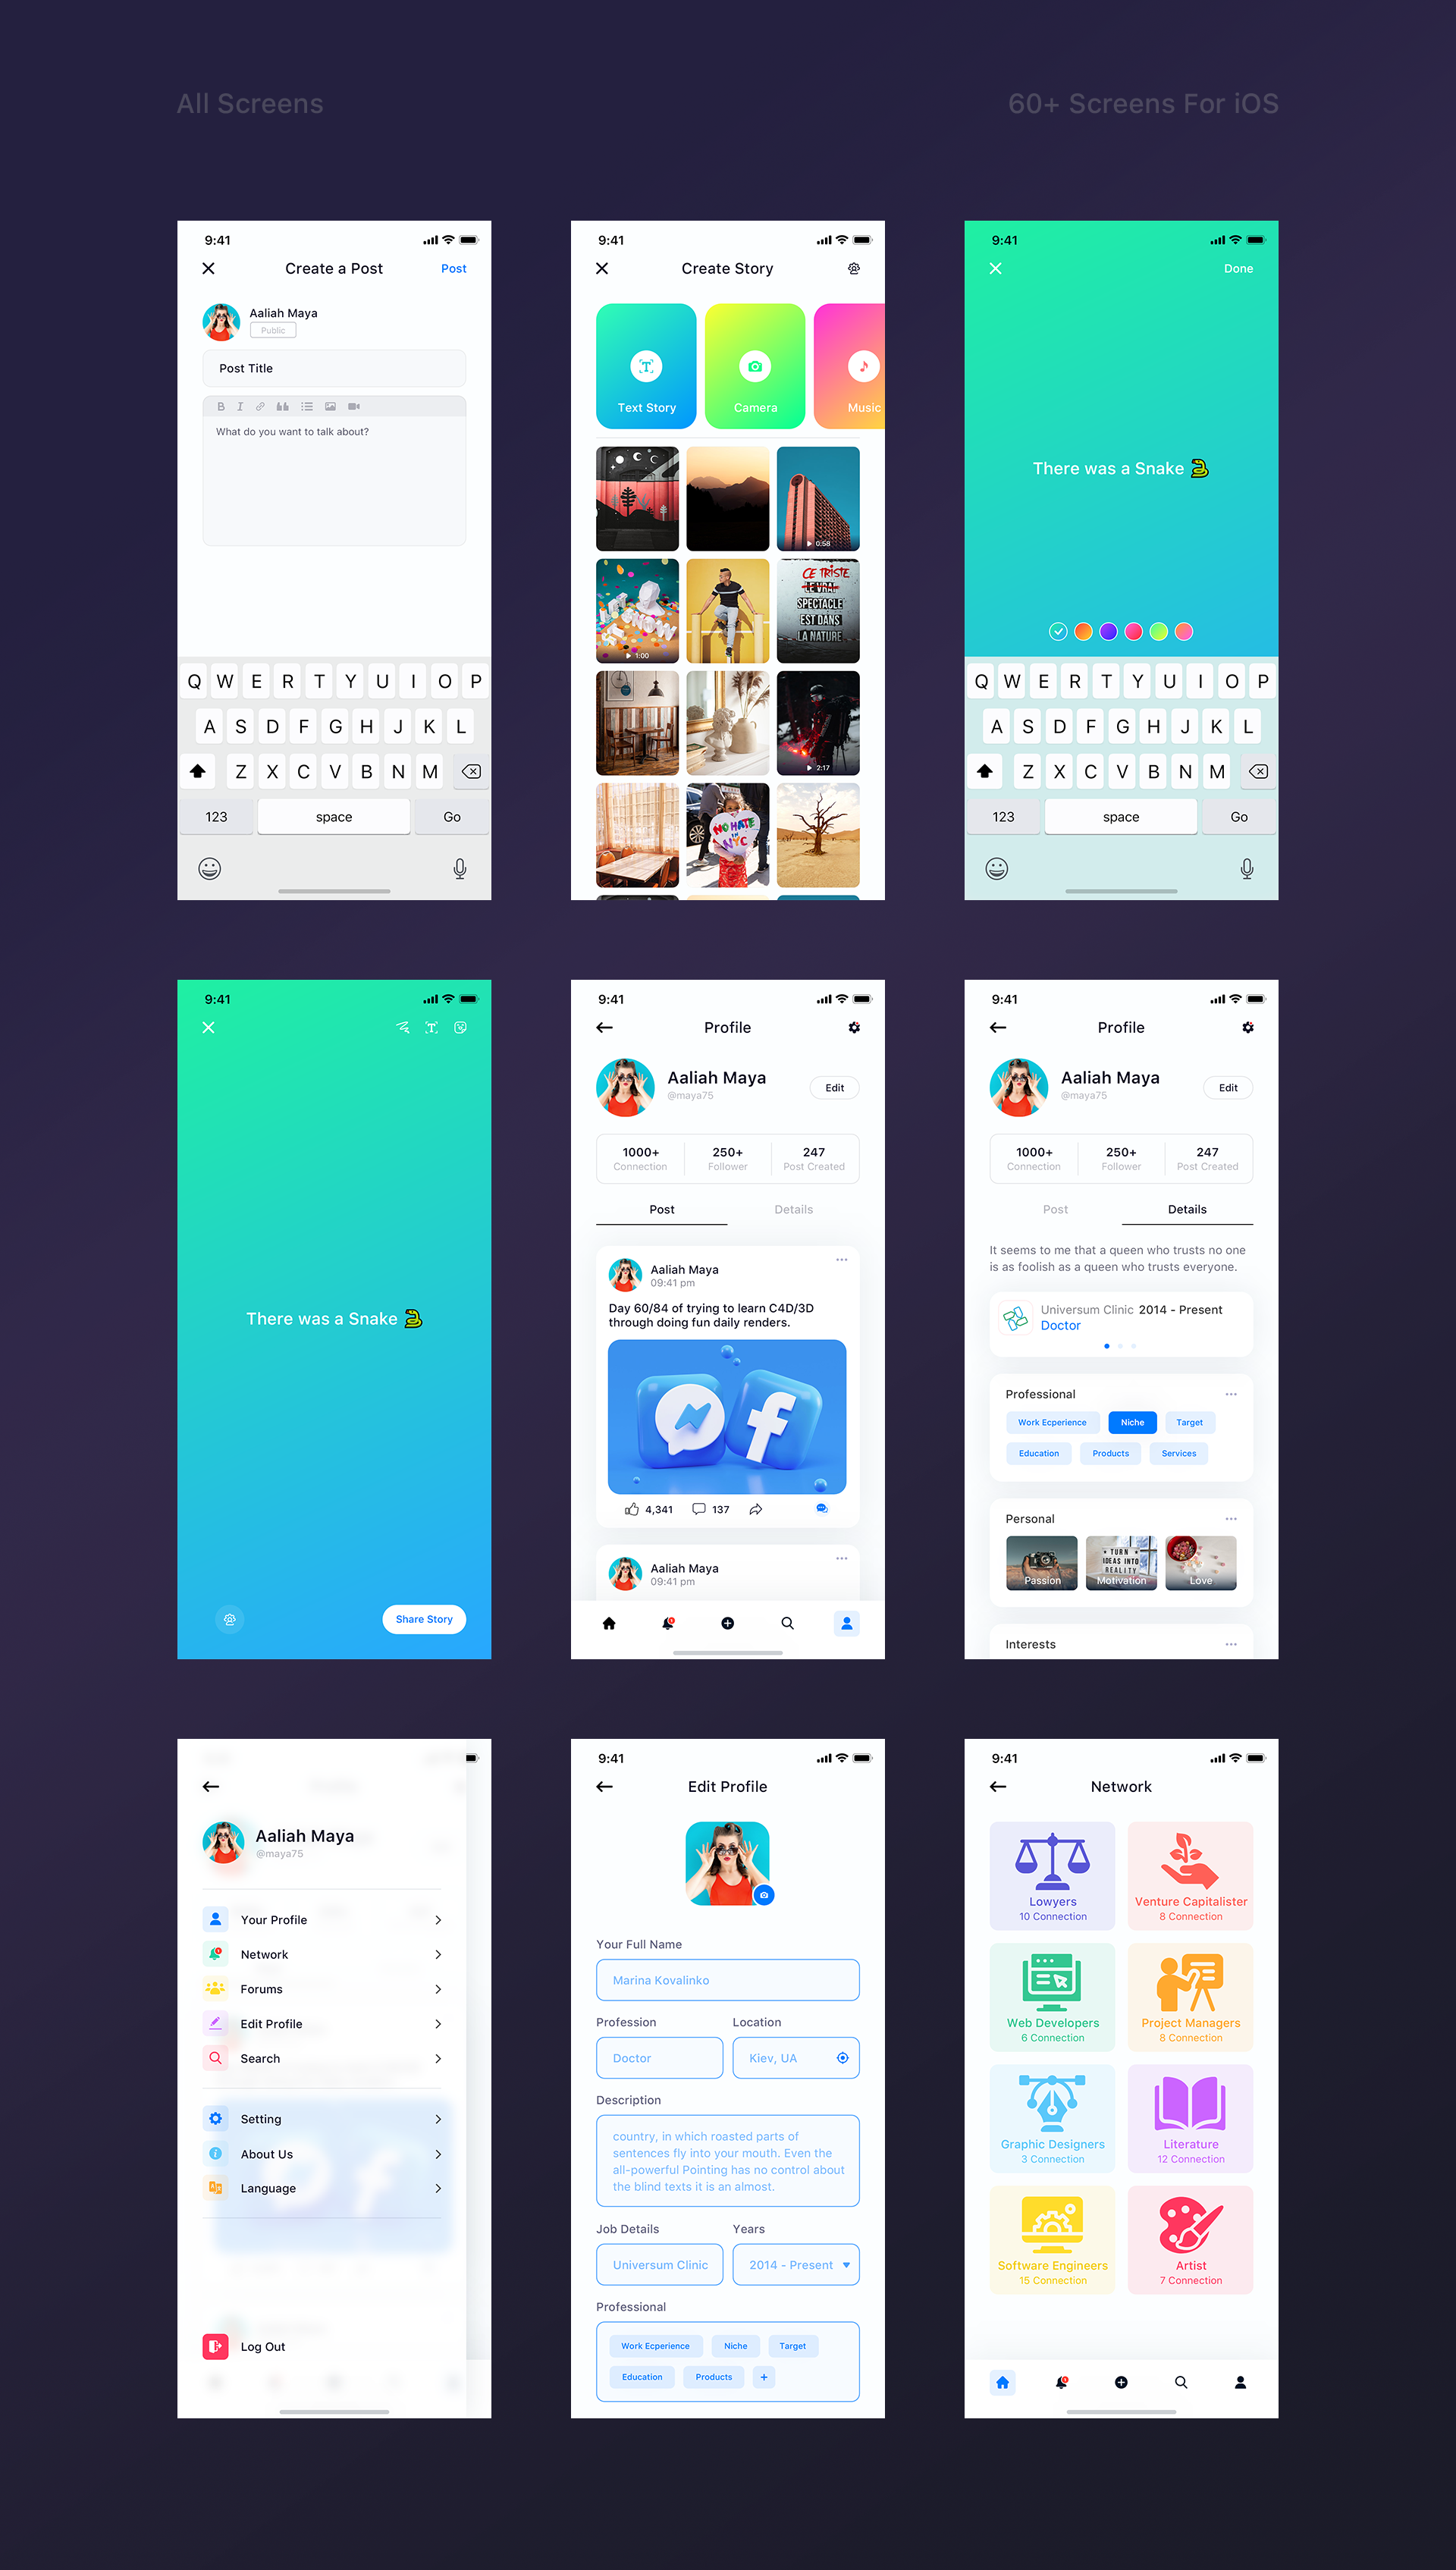 All Screens
60+ Screens For iOS
9:41
Create a Post
Post
Aaliah Maya
Public
Post Title
B I
What do you want to talk about?
Q W E R T Y U I O P
A S D F G H J K L
Z X C V B N M
123 space Go
9:41
Create Story
Text Story
Camera
Music
0:58
1:00
CE TRISTE
LE VRAI
SPECTACLE
EST DANS
LA NATURE
2:17
NO HATE
IN
NYC
9:41
Done
There was a Snake 🐍
Q W E R T Y U I O P
A S D F G H J K L
Z X C V B N M
123 space Go
9:41
There was a Snake 🐍
Share Story
9:41
Profile
Aaliah Maya
@maya75
Edit
1000+ 250+ 247
Connection Follower Post Created
Post Details
Aaliah Maya
09:41 pm
Day 60/84 of trying to learn C4D/3D
through doing fun daily renders.
4,341 137
Aaliah Maya
09:41 pm
9:41
Profile
Aaliah Maya
@maya75
Edit
1000+ 250+ 247
Connection Follower Post Created
Post Details
It seems to me that a queen who trusts no one
is as foolish as a queen who trusts everyone.
Universum Clinic 2014 - Present
Doctor
Professional
Work Ecperience Niche Target
Education Products Services
Personal
TURN
IDEAS INTO
REALITY
Passion Motivation Love
Interests
Aaliah Maya
@maya75
Your Profile
Network
Forums
Edit Profile
Search
Setting
About Us
Language
Log Out
9:41
Edit Profile
Your Full Name
Marina Kovalinko
Profession Location
Doctor Kiev, UA
Description
country, in which roasted parts of
sentences fly into your mouth. Even the
all-powerful Pointing has no control about
the blind texts it is an almost.
Job Details Years
Universum Clinic 2014 - Present
Professional
Work Ecperience Niche Target
Education Products +
9:41
Network
Lowyers
10 Connection
Venture Capitalister
8 Connection
Web Developers
6 Connection
Project Managers
8 Connection
Graphic Designers
3 Connection
Literature
12 Connection
Software Engineers
15 Connection
Artist
7 Connection